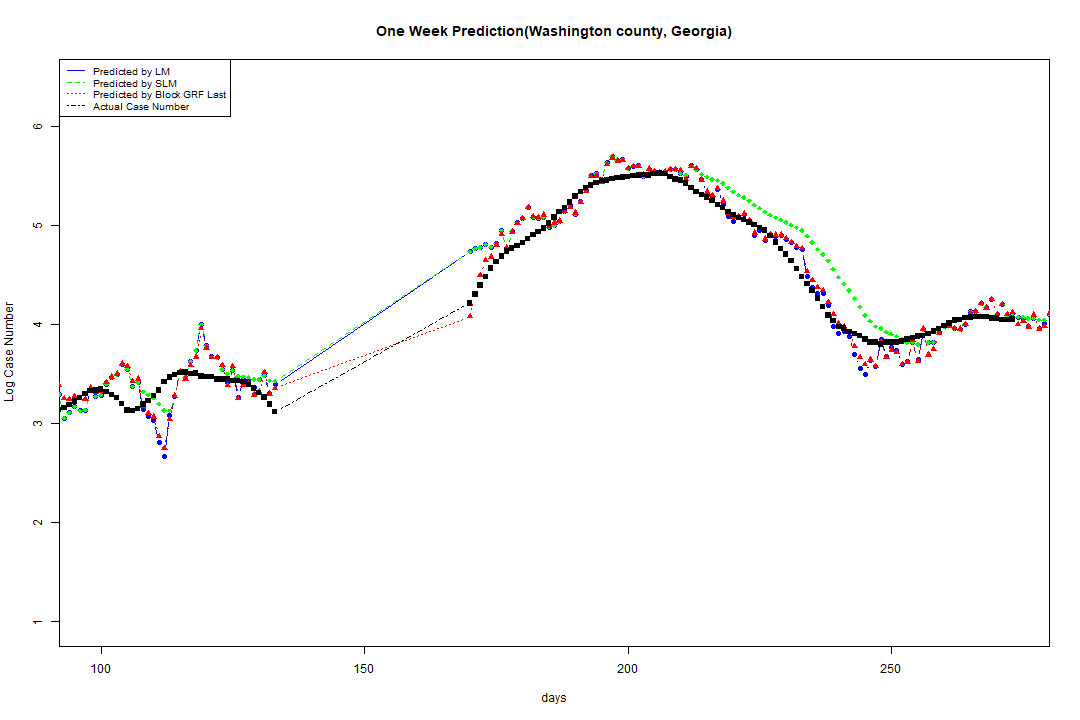 One Week Prediction(Washington county, Georgia)
Predicted by LM
Predicted by SLM
Predicted by Block GRF Last
Actual Case Number
Log Case Number
6
5
4
3
2
1
100 150 200 250
days